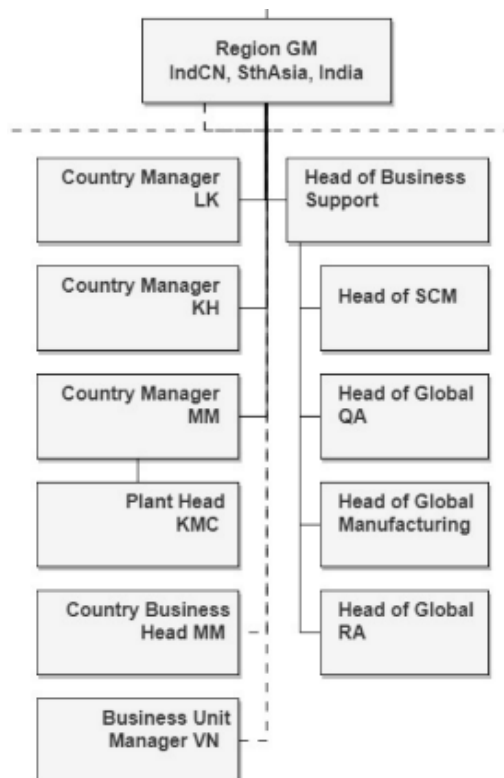 Region GM
IndCN, SthAsia, India
Country Manager
LK
Head of Business
Support
Country Manager
KH
Head of SCM
Country Manager
MM
Head of Global
QA
Plant Head
KMC
Head of Global
Manufacturing
Country Business
Head MM
Head of Global
RA
Business Unit
Manager VN